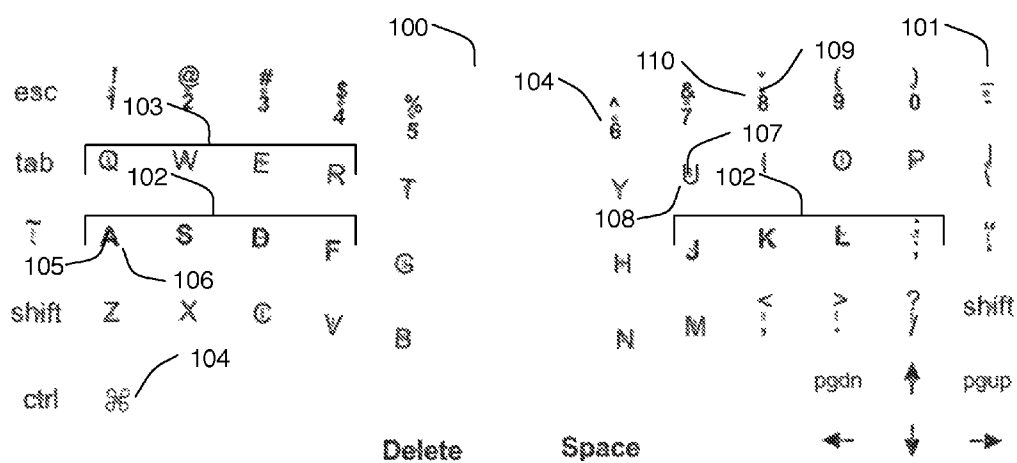 100 109 101
esc ! @ # $ % 104 ^ & 110 * ( ) _
1 2 3 4 5 6 7 8 9 0 -
103 107
tab Q W E R T Y U I O P } {
102 108 102
~ A S D F G H J K L : ; "
105 106
shift Z X C V B N M < , > . ? / shift
104
ctrl ⌘ pgdn ↑ pgup
Delete Space ← ↓ →